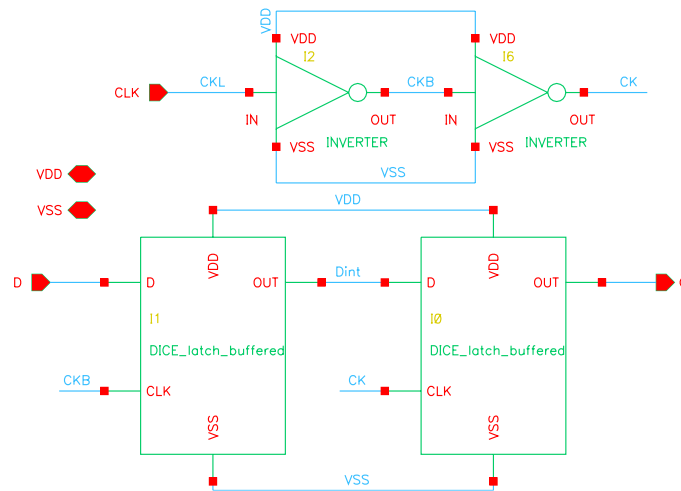 VDD
VDD
VDD
I2
I6
CLK
CKL
CKB
CK
IN
OUT
IN
OUT
INVERTER
INVERTER
VSS
VSS
VSS
VDD
VSS
VDD
VDD
VDD
D
D
OUT
Dint
D
OUT
I1
I0
DICE_latch_buffered
DICE_latch_buffered
CKB
CLK
CK
CLK
VSS
VSS
VSS